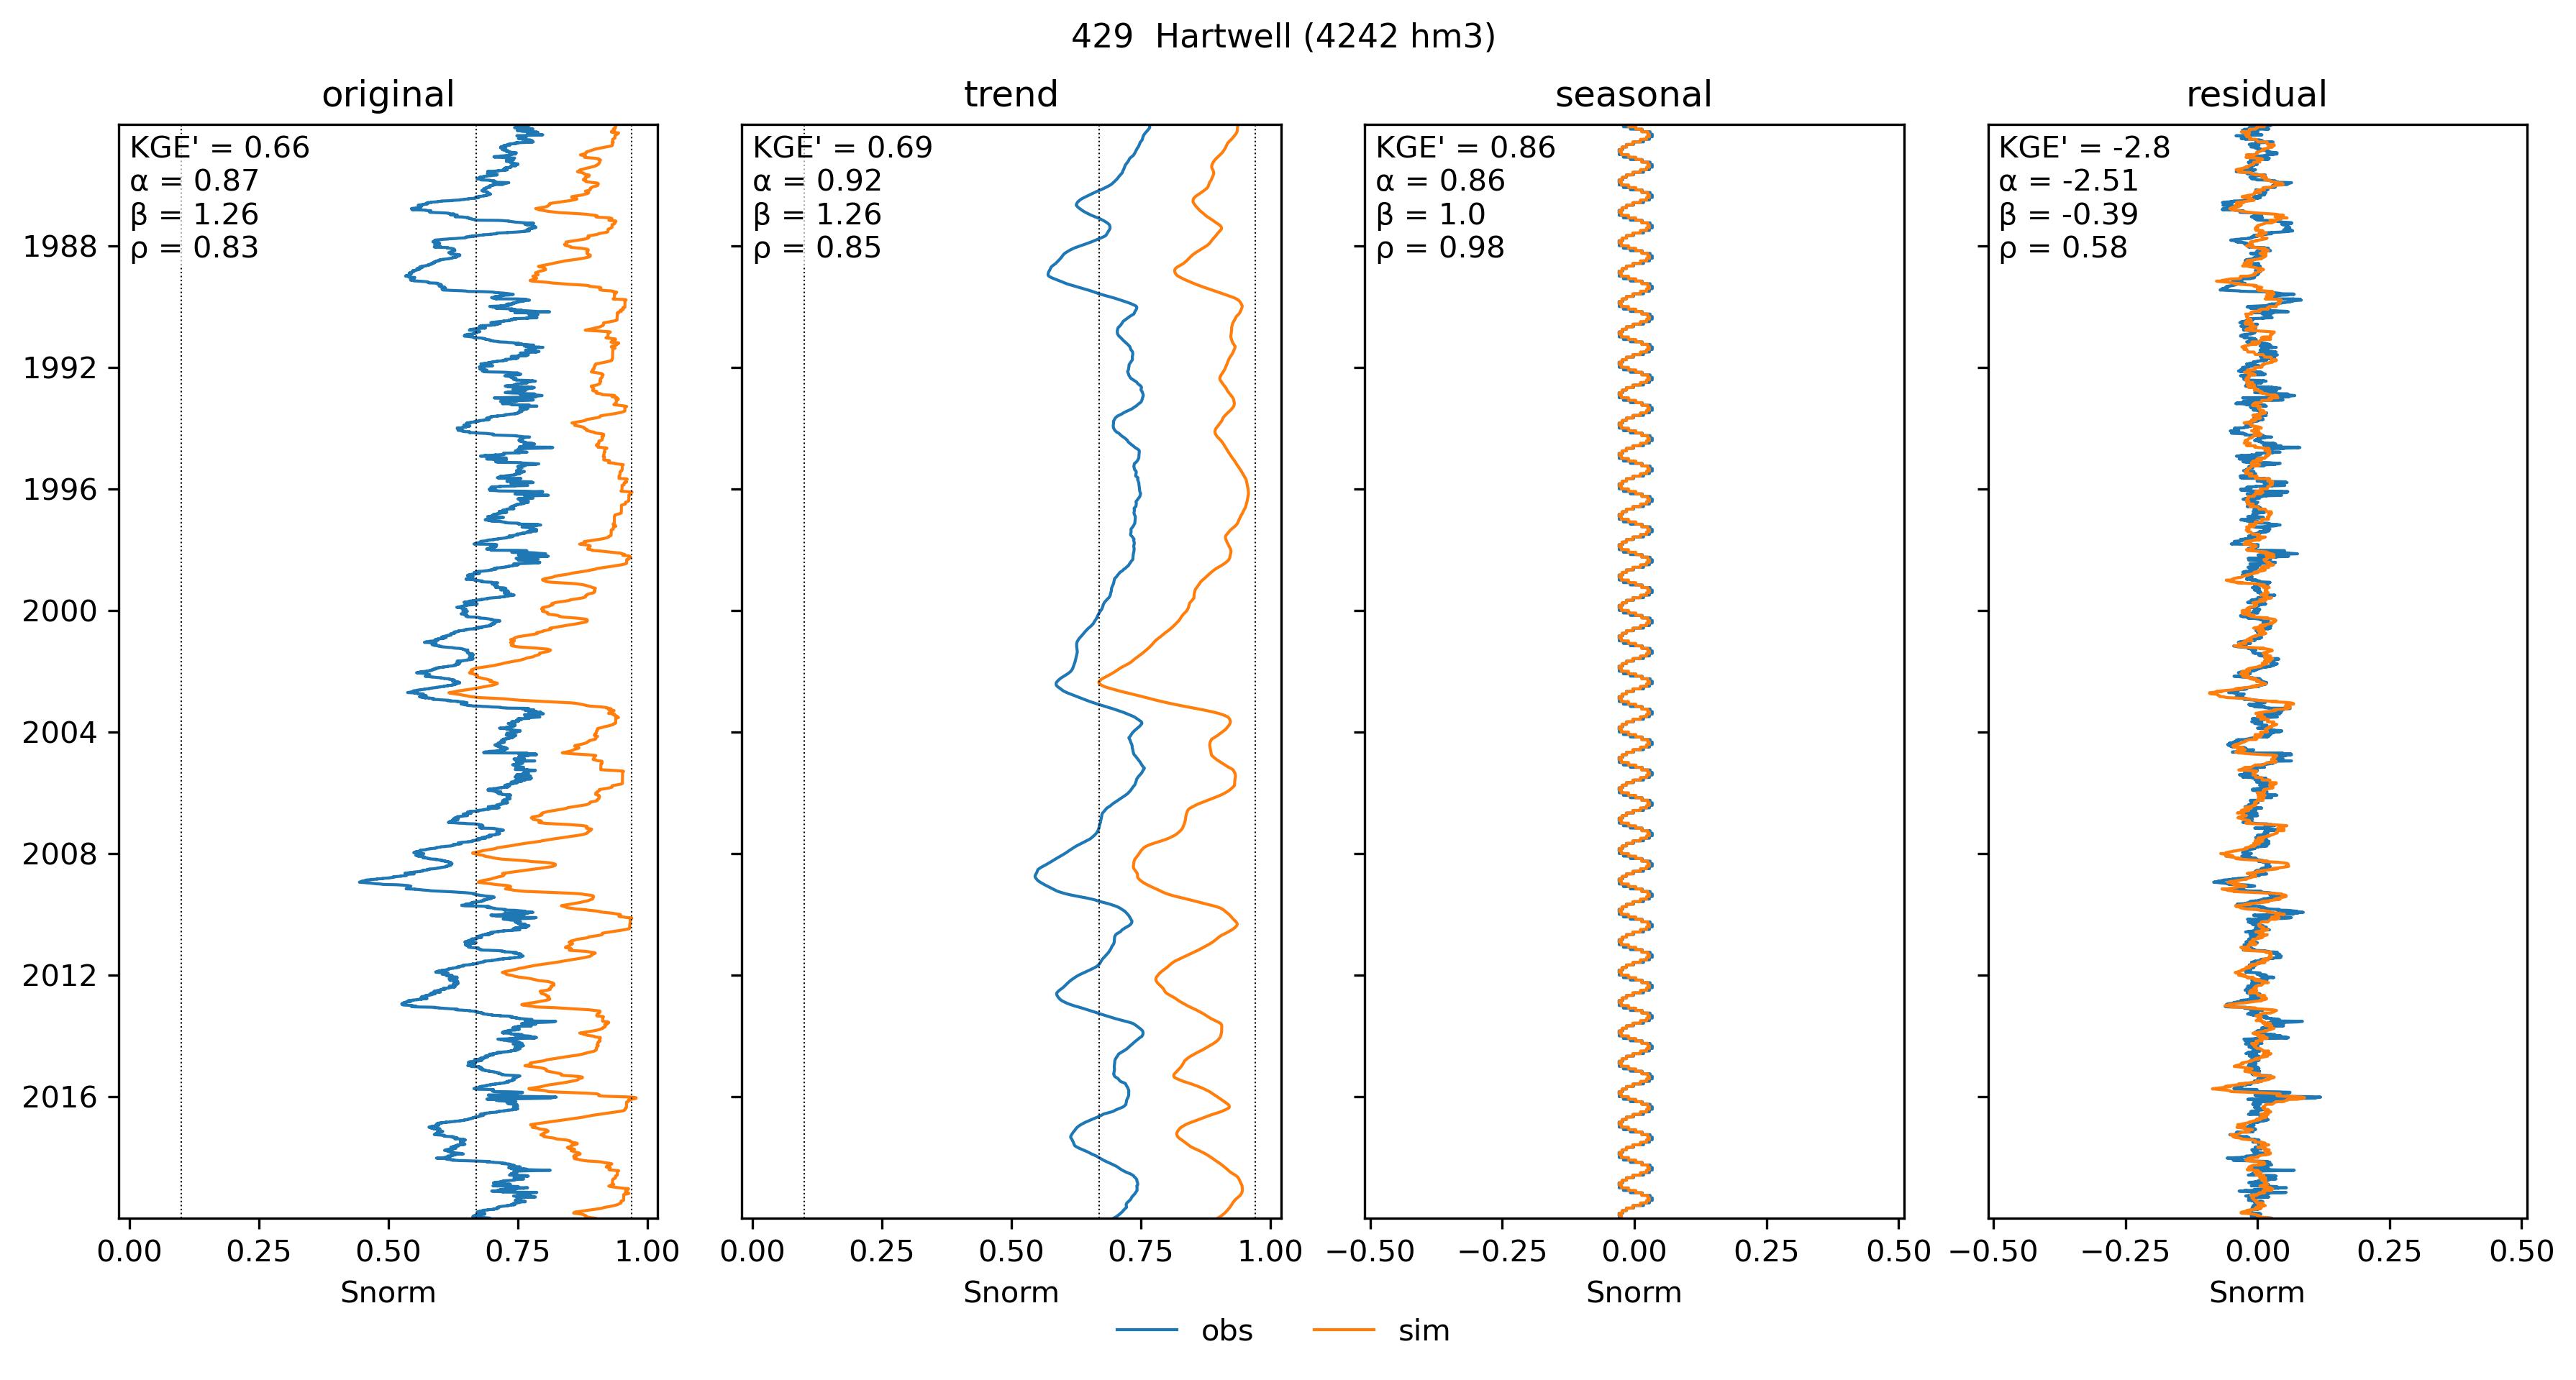 429  Hartwell (4242 hm3)
original
trend
seasonal
residual
KGE' = 0.66
α = 0.87
β = 1.26
ρ = 0.83
KGE' = 0.69
α = 0.92
β = 1.26
ρ = 0.85
KGE' = 0.86
α = 0.86
β = 1.0
ρ = 0.98
KGE' = -2.8
α = -2.51
β = -0.39
ρ = 0.58
1988
1992
1996
2000
2004
2008
2012
2016
0.00 0.25 0.50 0.75 1.00
0.00 0.25 0.50 0.75 1.00
−0.50 −0.25 0.00 0.25 0.50
−0.50 −0.25 0.00 0.25 0.50
Snorm
Snorm
Snorm
Snorm
obs
sim